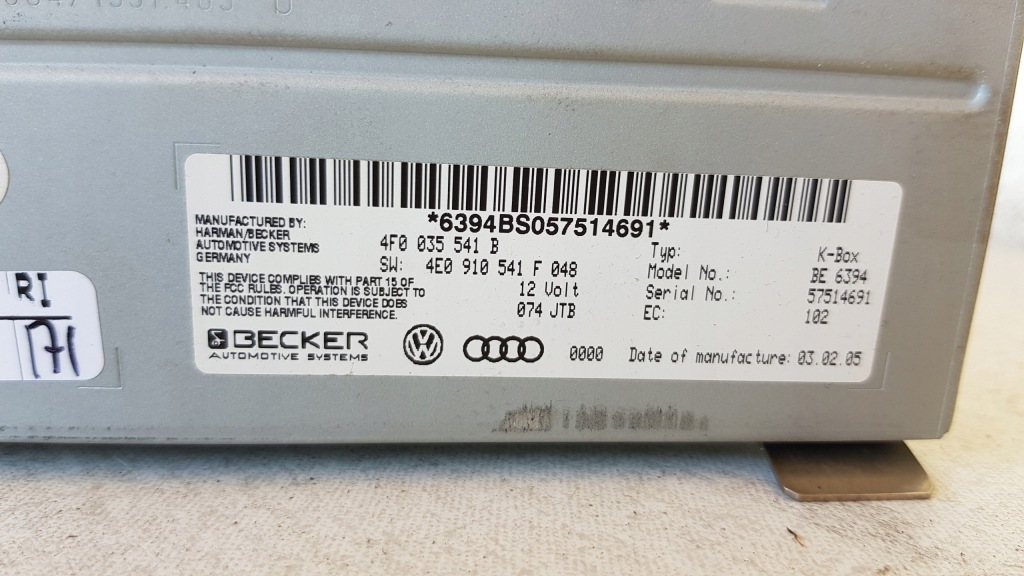 *6394BS057514691*
MANUFACTURED BY:
HARMAN/BECKER
AUTOMOTIVE SYSTEMS
GERMANY
THIS DEVICE COMPLIES WITH PART 15 OF
THE FCC RULES. OPERATION IS SUBJECT TO
THE CONDITION THAT THIS DEVICE DOES
NOT CAUSE HARMFUL INTERFERENCE.
4F0 035 541 B
SW: 4E0 910 541 F 048
12 Volt
074 JTB
Typ: K-Box
Model No.: BE 6394
Serial No.: 57514691
EC: 102
BECKER
AUTOMOTIVE SYSTEMS
0000 Date of manufacture: 03.02.05
RI